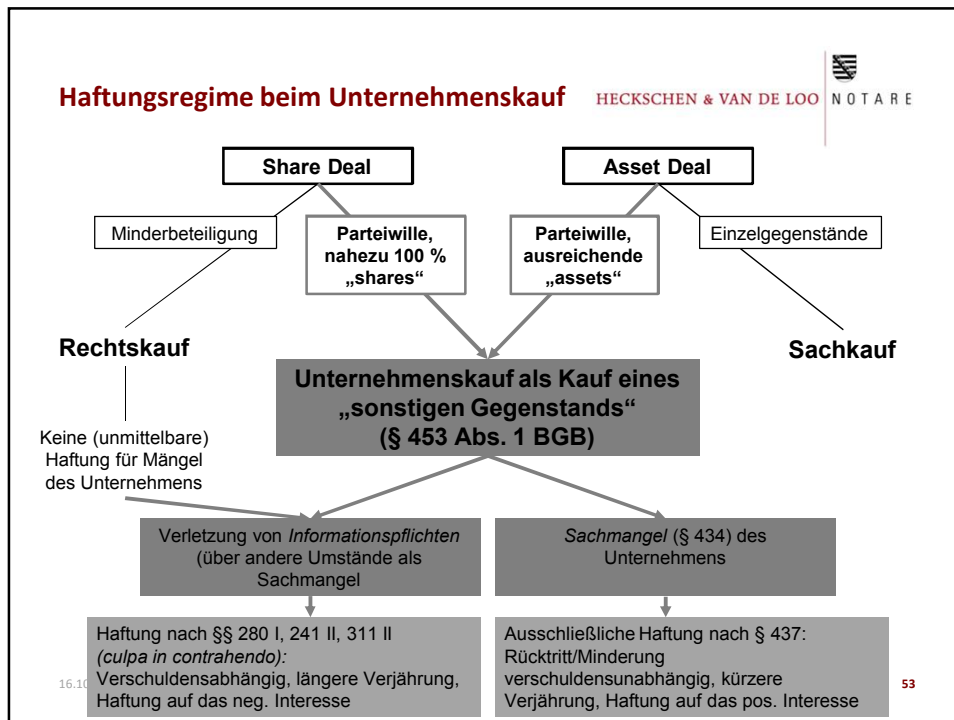 Haftungsregime beim Unternehmenskauf
HECKSCHEN & VAN DE LOO NOTARE
Share Deal
Asset Deal
Minderbeteiligung
Parteiwille,
nahezu 100 %
„shares“
Parteiwille,
ausreichende
„assets“
Einzelgegenstände
Rechtskauf
Sachkauf
Unternehmenskauf als Kauf eines
„sonstigen Gegenstands“
(§ 453 Abs. 1 BGB)
Keine (unmittelbare)
Haftung für Mängel
des Unternehmens
Verletzung von Informationspflichten
(über andere Umstände als
Sachmangel
Sachmangel (§ 434) des
Unternehmens
Haftung nach §§ 280 I, 241 II, 311 II
(culpa in contrahendo):
Verschuldensabhängig, längere Verjährung,
Haftung auf das neg. Interesse
Ausschließliche Haftung nach § 437:
Rücktritt/Minderung
verschuldensunabhängig, kürzere
Verjährung, Haftung auf das pos. Interesse
53